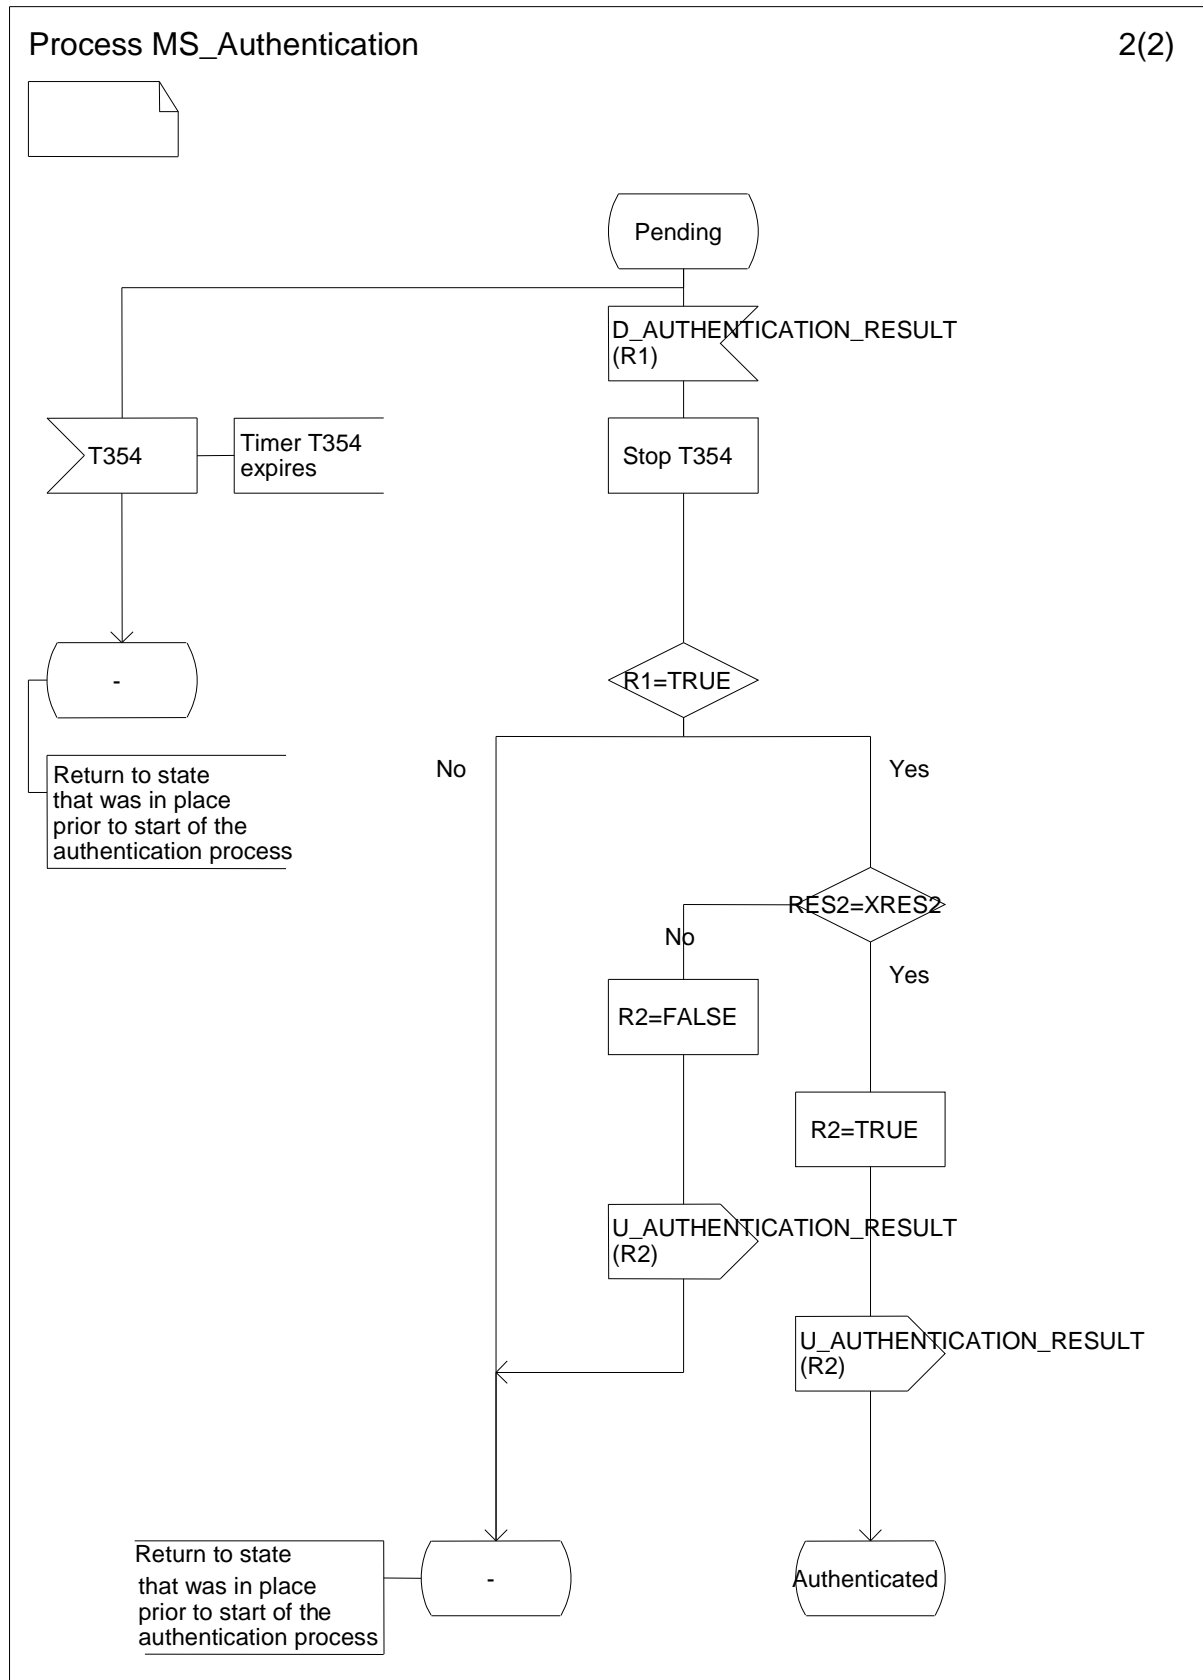 Process MS_Authentication
2(2)
Pending
D_AUTHENTICATION_RESULT
(R1)
T354
Timer T354
expires
Stop T354
-
R1=TRUE
No
Yes
Return to state
that was in place
prior to start of the
authentication process
RES2=XRES2
No
Yes
R2=FALSE
R2=TRUE
U_AUTHENTICATION_RESULT
(R2)
U_AUTHENTICATION_RESULT
(R2)
Return to state
that was in place
prior to start of the
authentication process
-
Authenticated